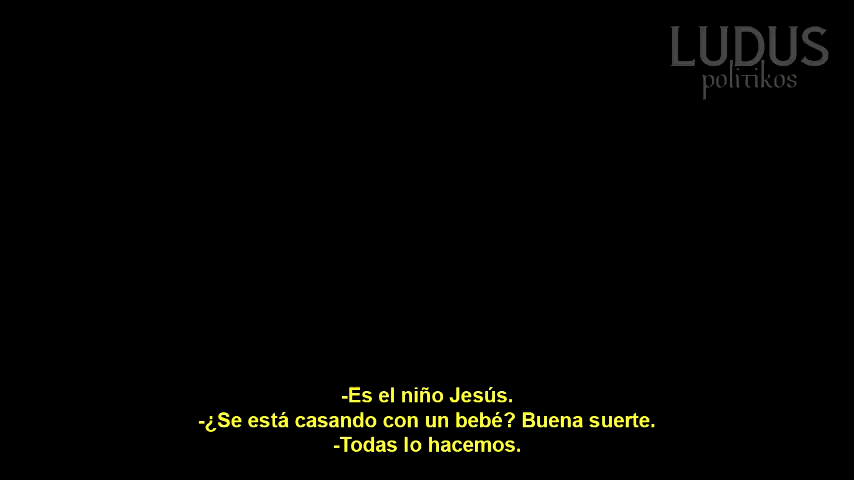 LUDUS
politikos
-Es el niño Jesús.
-¿Se está casando con un bebé? Buena suerte.
-Todas lo hacemos.